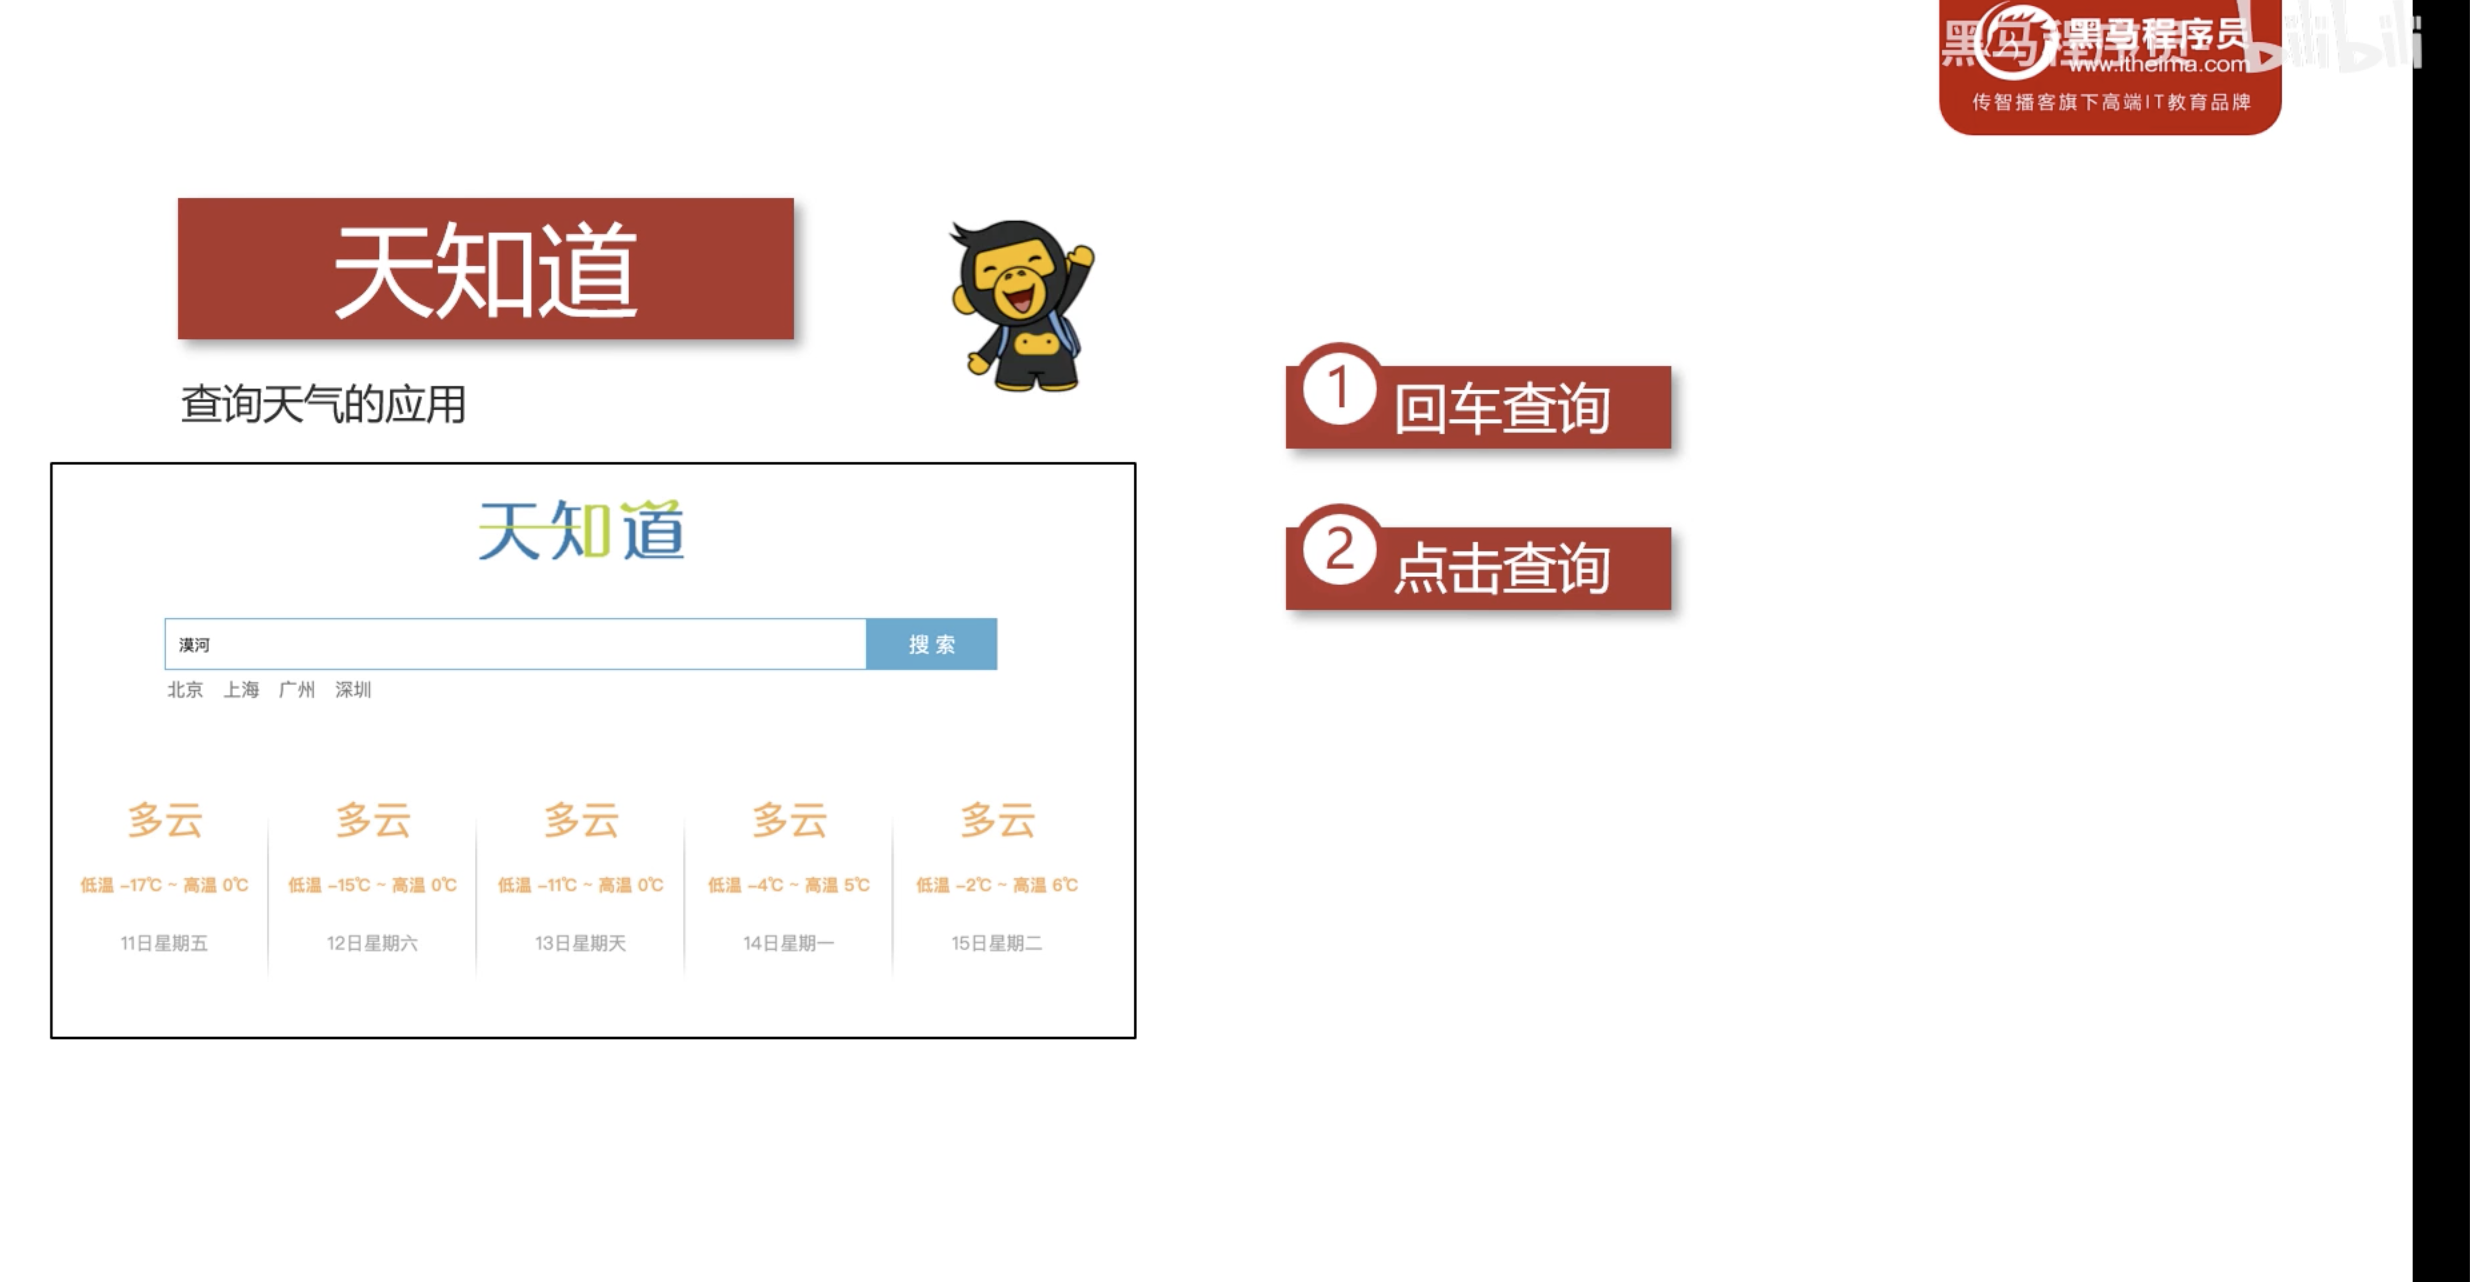 黑马程序员
www.itheima.com
传智播客旗下高端IT教育品牌
黑马程序员 bilibili
天知道
查询天气的应用
1 回车查询
2 点击查询
天知道
漠河
搜索
北京 上海 广州 深圳
多云 多云 多云 多云 多云
低温 -17℃ ~ 高温 0℃ 低温 -15℃ ~ 高温 0℃ 低温 -11℃ ~ 高温 0℃ 低温 -4℃ ~ 高温 5℃ 低温 -2℃ ~ 高温 6℃
11日星期五 12日星期六 13日星期天 14日星期一 15日星期二